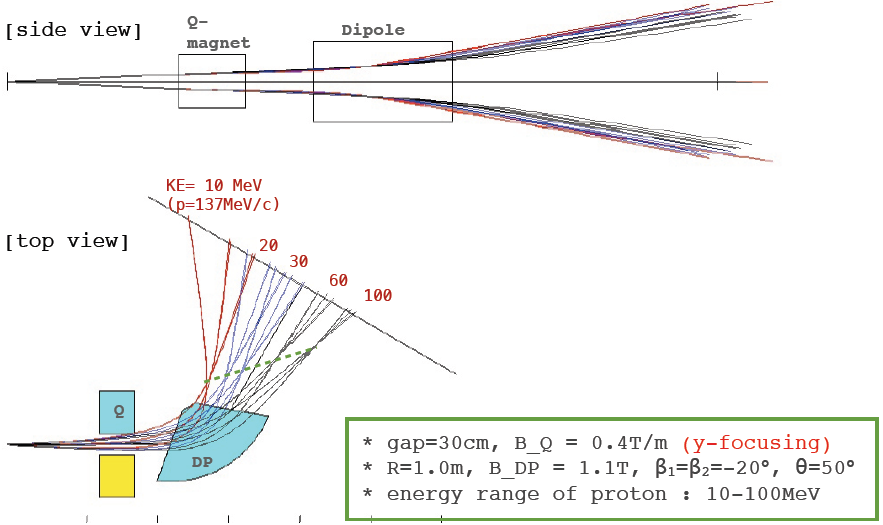 [side view]
Q-
magnet
Dipole
KE= 10 MeV
(p=137MeV/c)
[top view]
20
30
60
100
Q
DP
* gap=30cm, B_Q = 0.4T/m (y-focusing)
* R=1.0m, B_DP = 1.1T, β₁=β₂=-20°, θ=50°
* energy range of proton : 10-100MeV